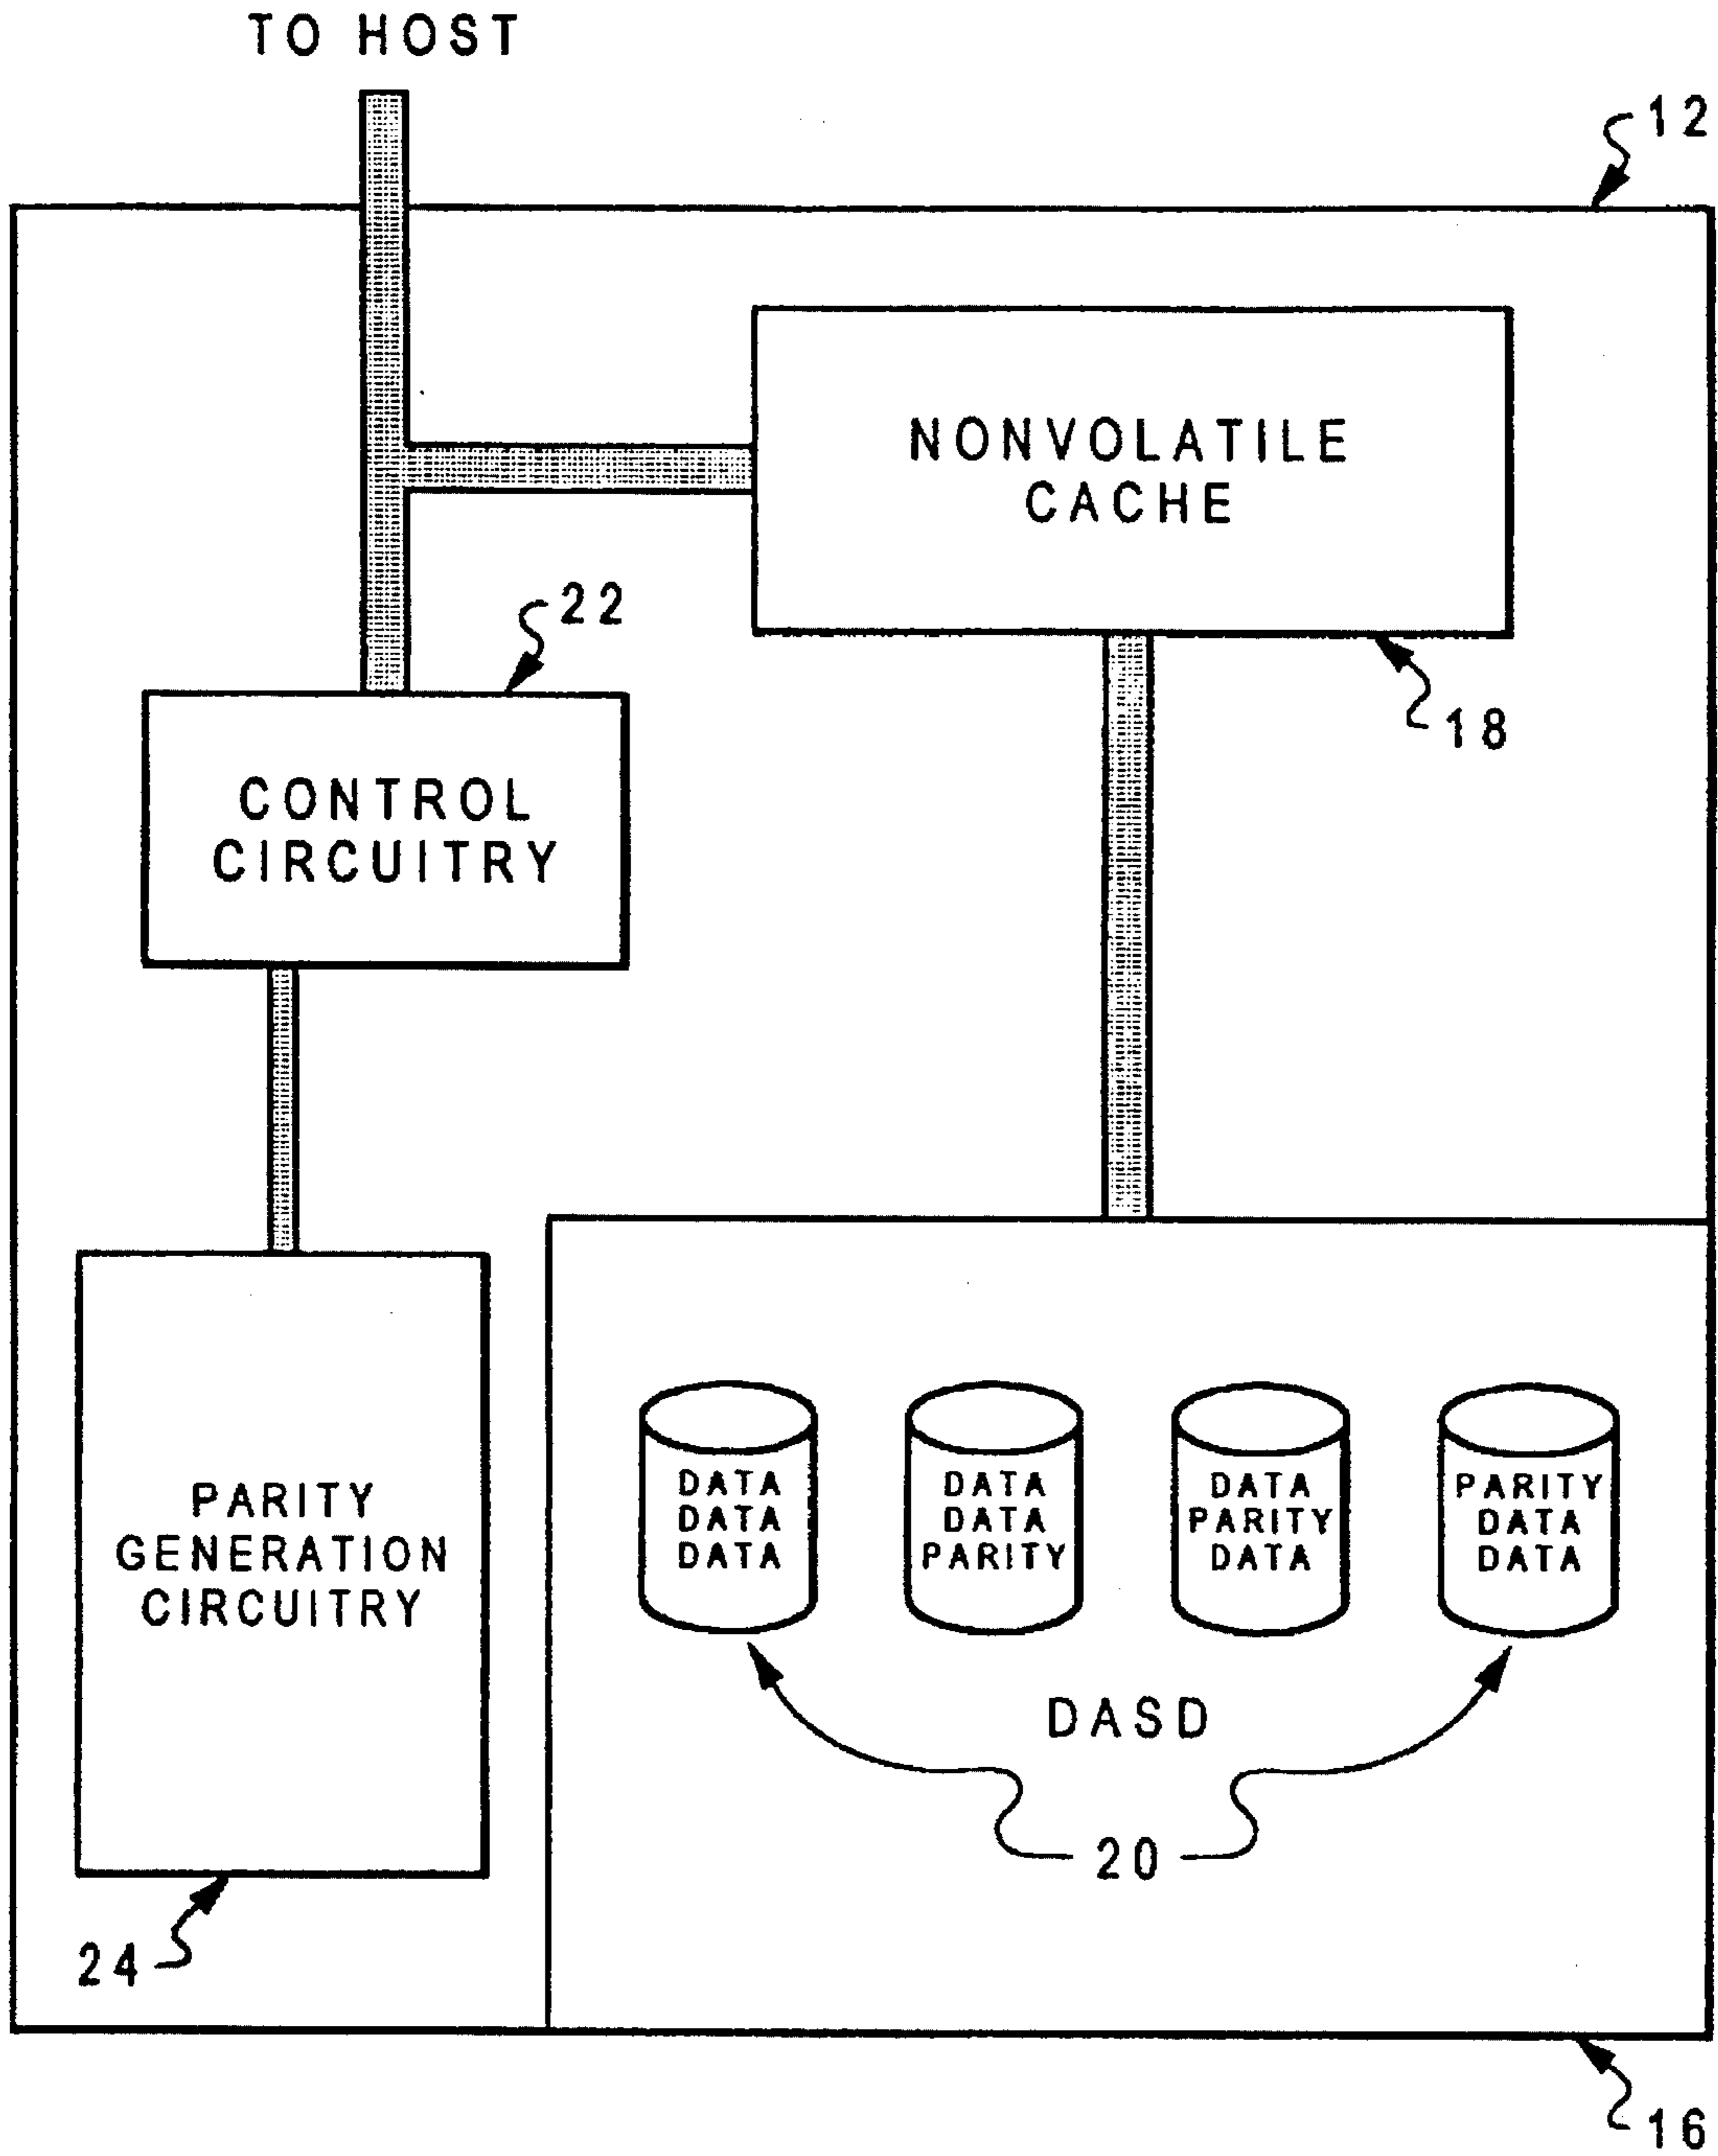 TO HOST
12
NONVOLATILE
CACHE
22
18
CONTROL
CIRCUITRY
PARITY
GENERATION
CIRCUITRY
DATA
DATA
DATA
DATA
DATA
PARITY
DATA
PARITY
DATA
PARITY
DATA
DATA
DASD
20
24
16